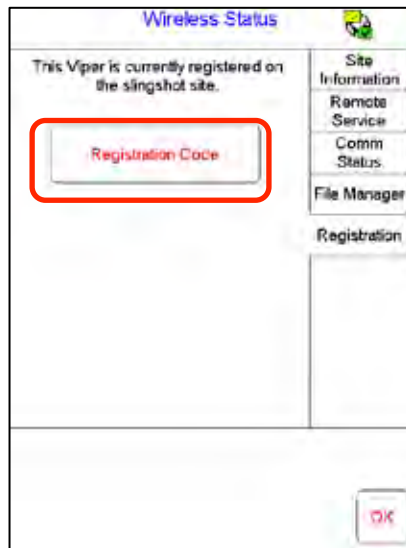 Wireless Status
This Viper is currently registered on
the slingshot site.
Registration Code
Site
Information
Remote
Service
Comm
Status
File Manager
Registration
OK